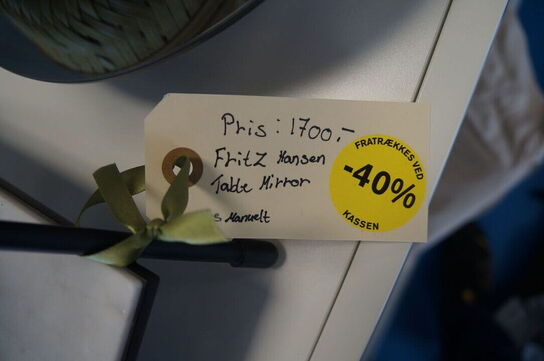 Pris: 1700,-
Fritz Hansen
Table Mirror
s Manuelt
FRATRÆKKES VED
-40%
KASSEN